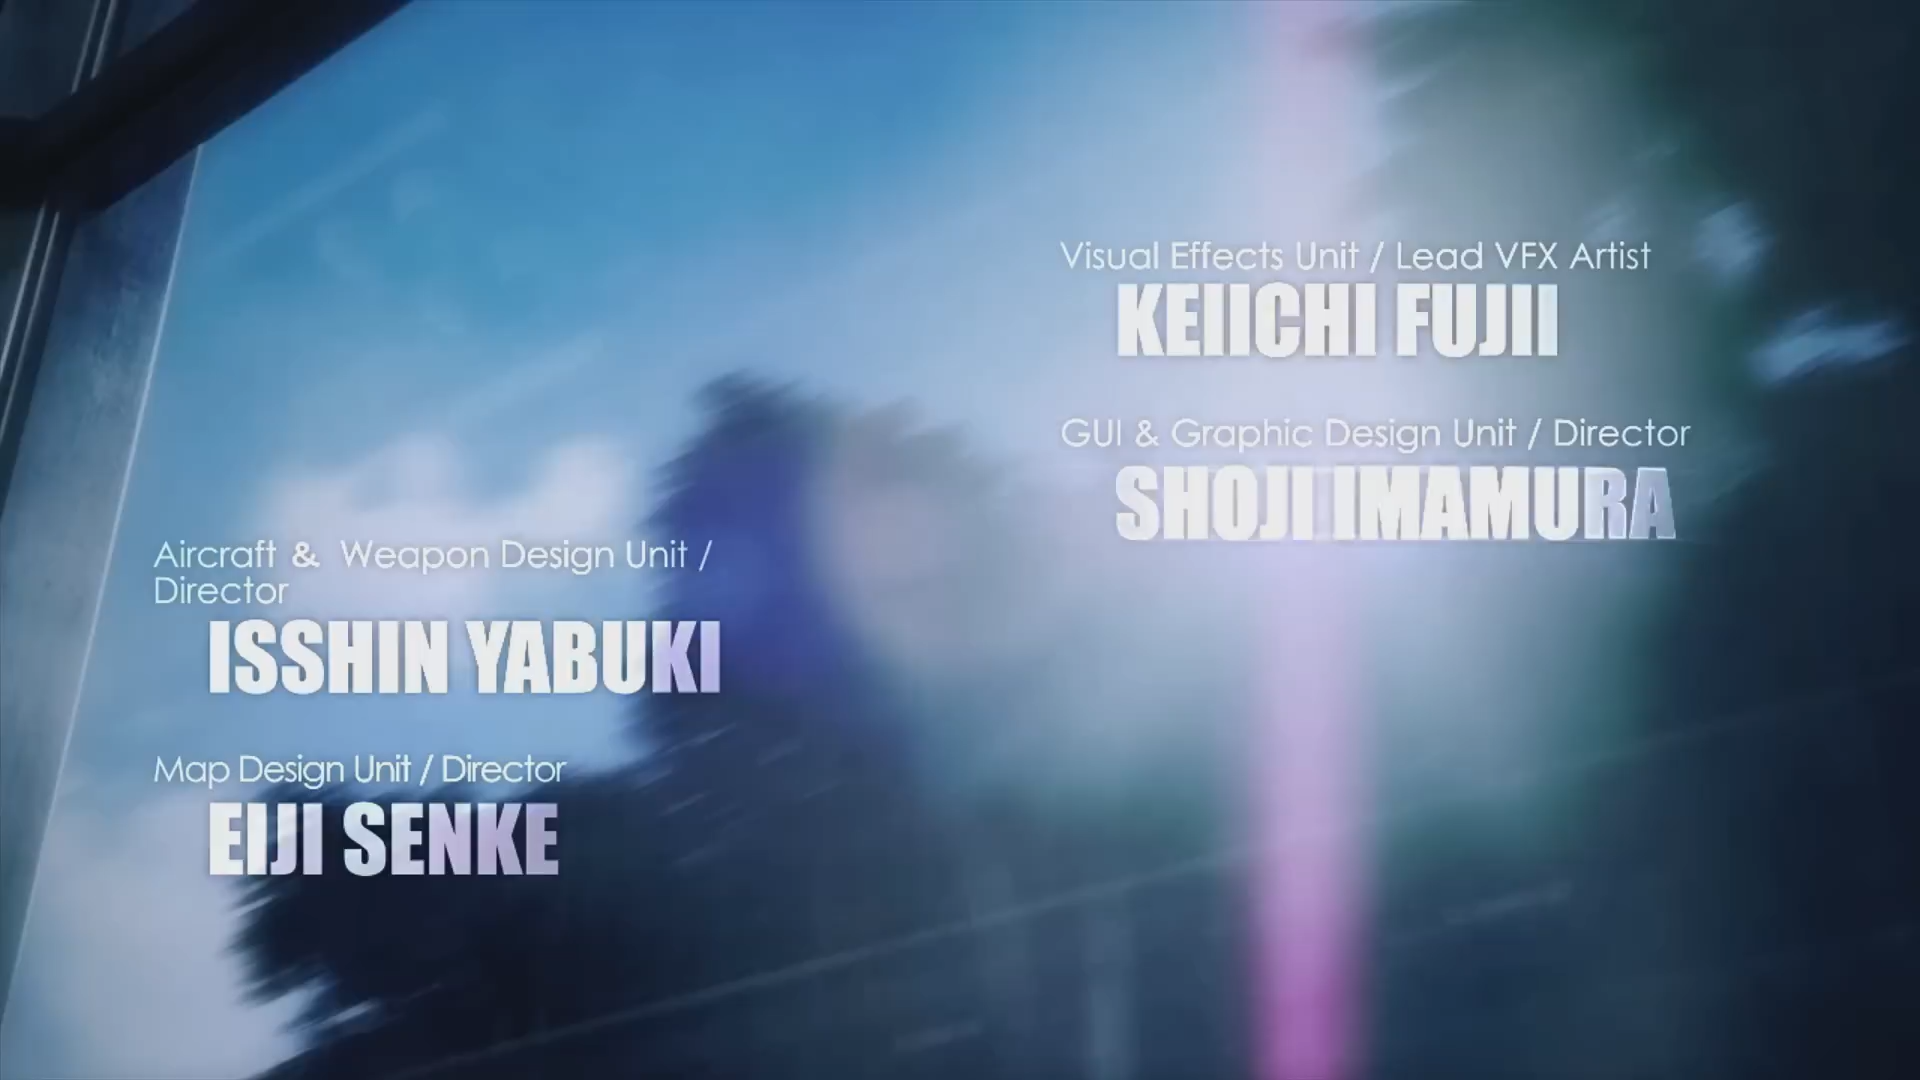 Visual Effects Unit / Lead VFX Artist
KEIICHI FUJII
GUI & Graphic Design Unit / Director
SHOJI IMAMURA
Aircraft & Weapon Design Unit /
Director
ISSHIN YABUKI
Map Design Unit / Director
EIJI SENKE